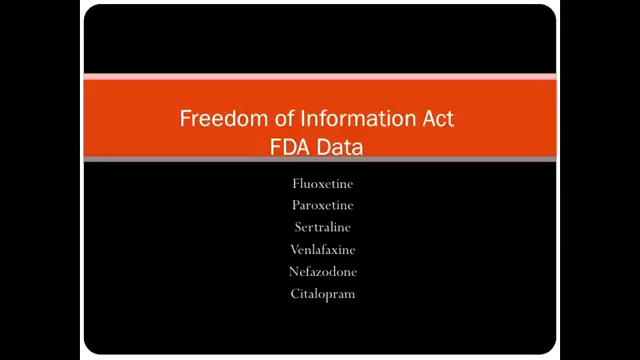 Freedom of Information Act
FDA Data
Fluoxetine
Paroxetine
Sertraline
Venlafaxine
Nefazodone
Citalopram